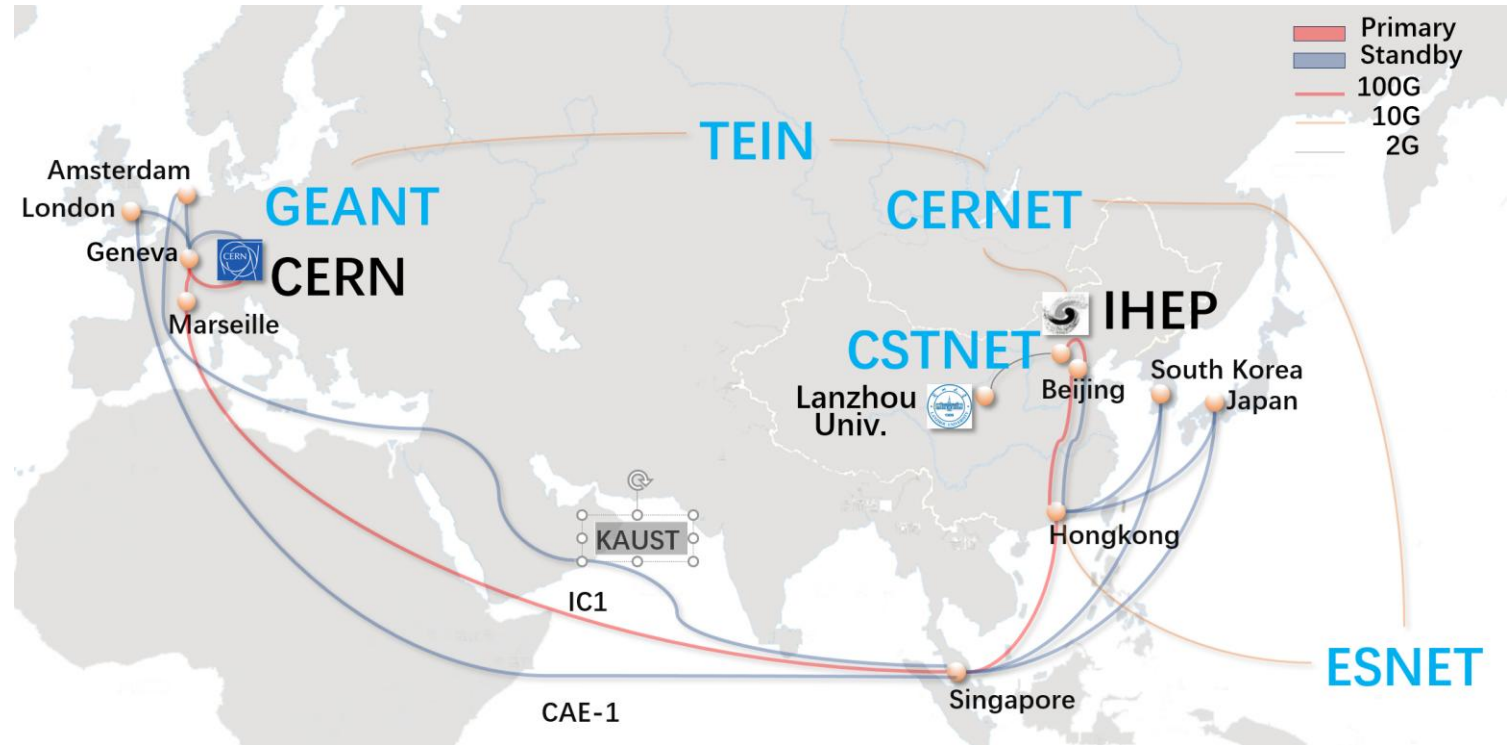 Primary
Standby
100G
10G
2G
TEIN
Amsterdam
London
GEANT
CERNET
Geneva
CERN
CERN
Marseille
IHEP
CSTNET
South Korea
Beijing
Japan
Lanzhou
Univ.
KAUST
Hongkong
IC1
ESNET
Singapore
CAE-1